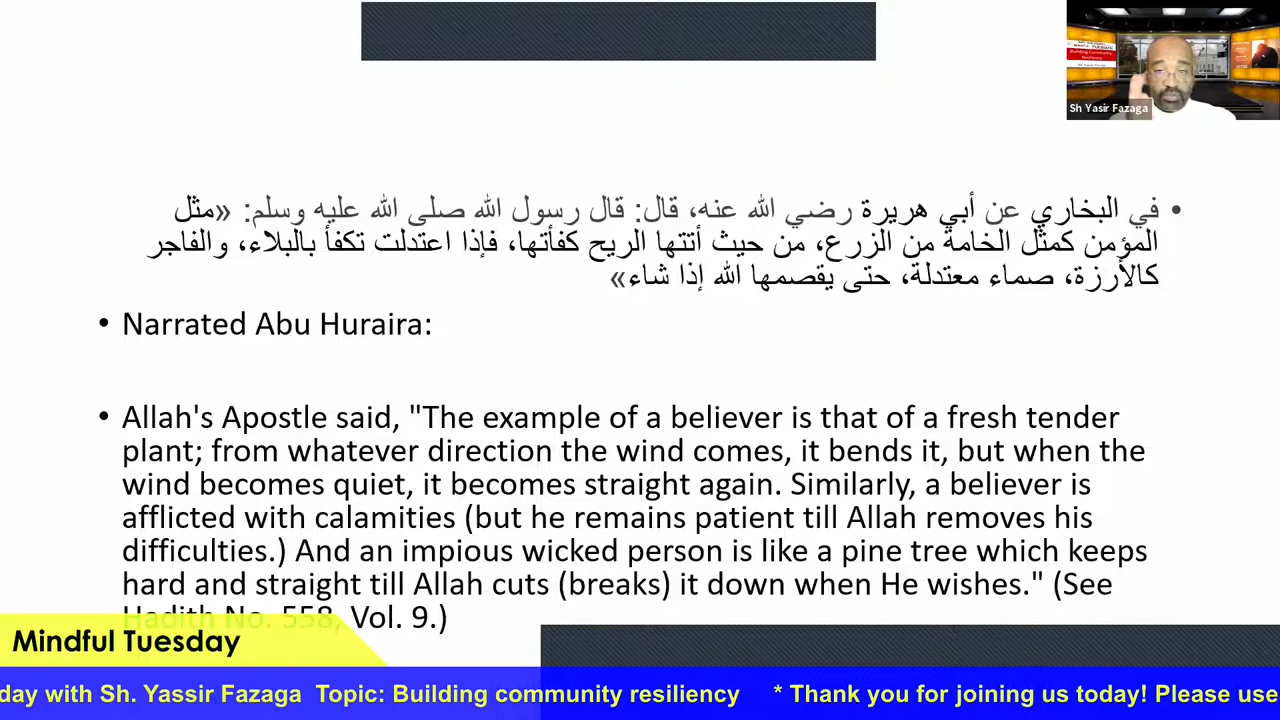 Sh Yasir Fazaga
• في البخاري عن أبي هريرة رضي الله عنه، قال: قال رسول الله صلى الله عليه وسلم: «مثل
المؤمن كمثل الخامة من الزرع، من حيث أتتها الريح كفأتها، فإذا اعتدلت تكفأ بالبلاء، والفاجر
كالأرزة، صماء معتدلة، حتى يقصمها الله إذا شاء»
• Narrated Abu Huraira:
• Allah's Apostle said, "The example of a believer is that of a fresh tender
plant; from whatever direction the wind comes, it bends it, but when the
wind becomes quiet, it becomes straight again. Similarly, a believer is
afflicted with calamities (but he remains patient till Allah removes his
difficulties.) And an impious wicked person is like a pine tree which keeps
hard and straight till Allah cuts (breaks) it down when He wishes." (See
Hadith No. 558, Vol. 9.)
Mindful Tuesday
day with Sh. Yassir Fazaga Topic: Building community resiliency * Thank you for joining us today! Please use